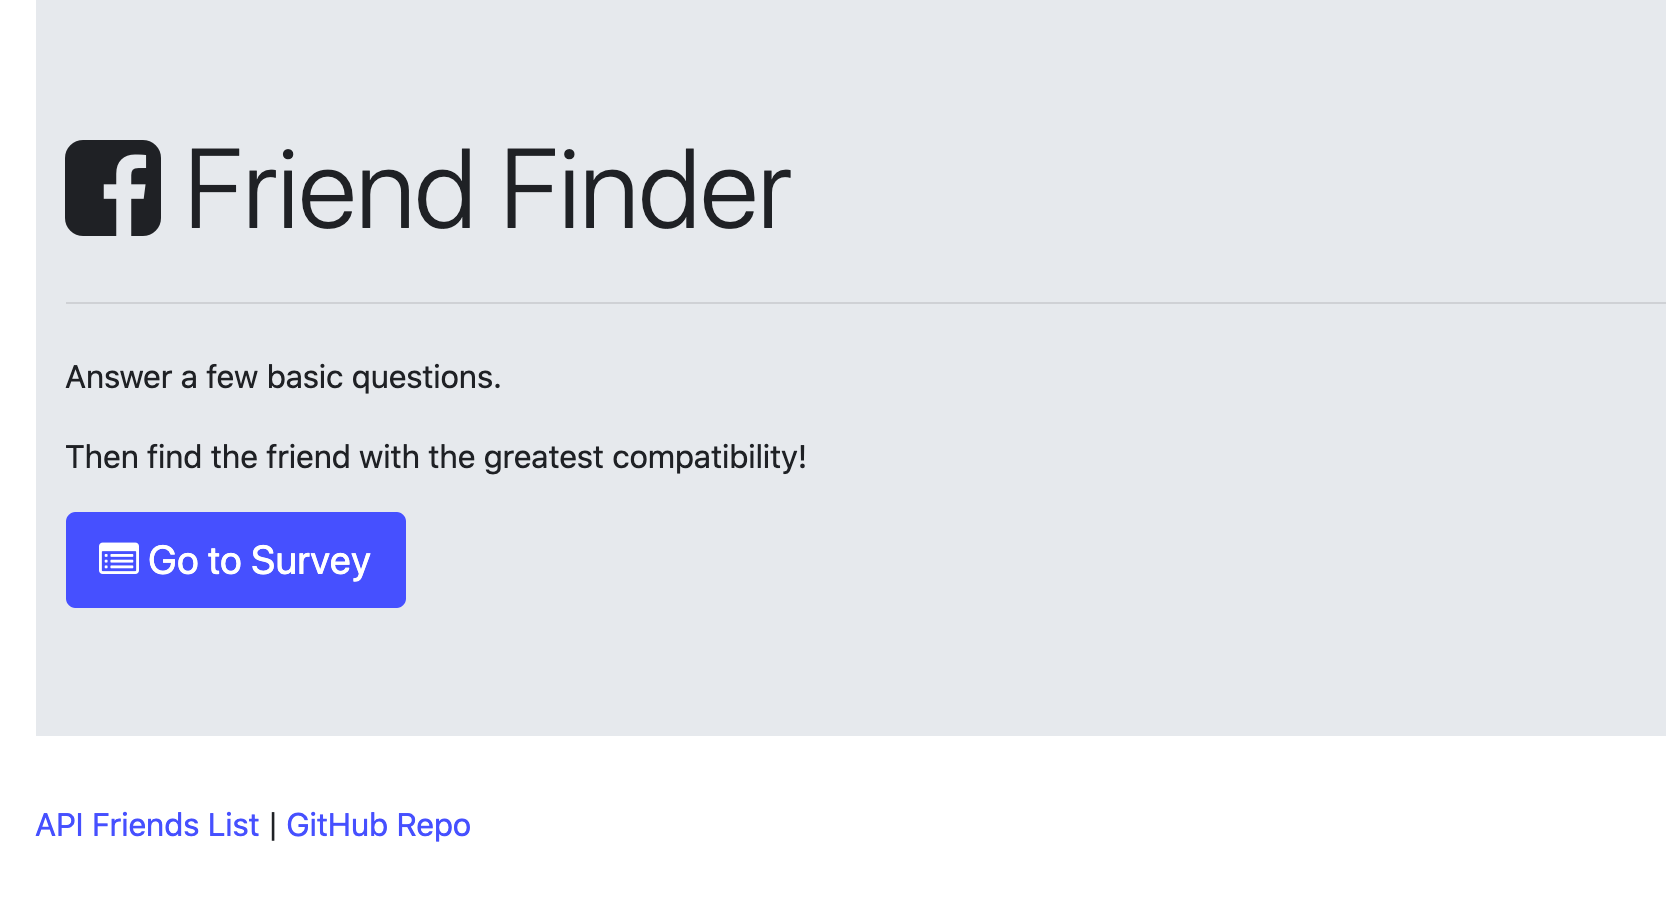 Friend Finder
Answer a few basic questions.
Then find the friend with the greatest compatibility!
Go to Survey
API Friends List | GitHub Repo